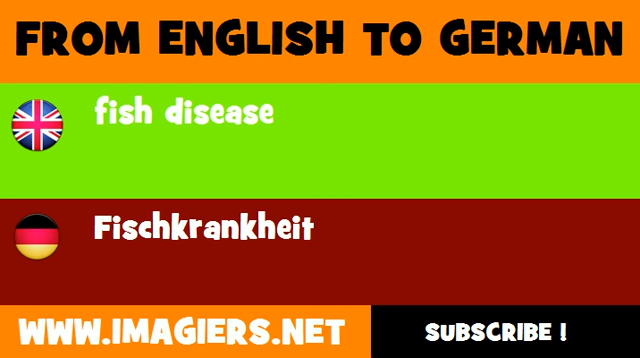 FROM ENGLISH TO GERMAN
fish disease
Fischkrankheit
WWW.IMAGIERS.NET
SUBSCRIBE !